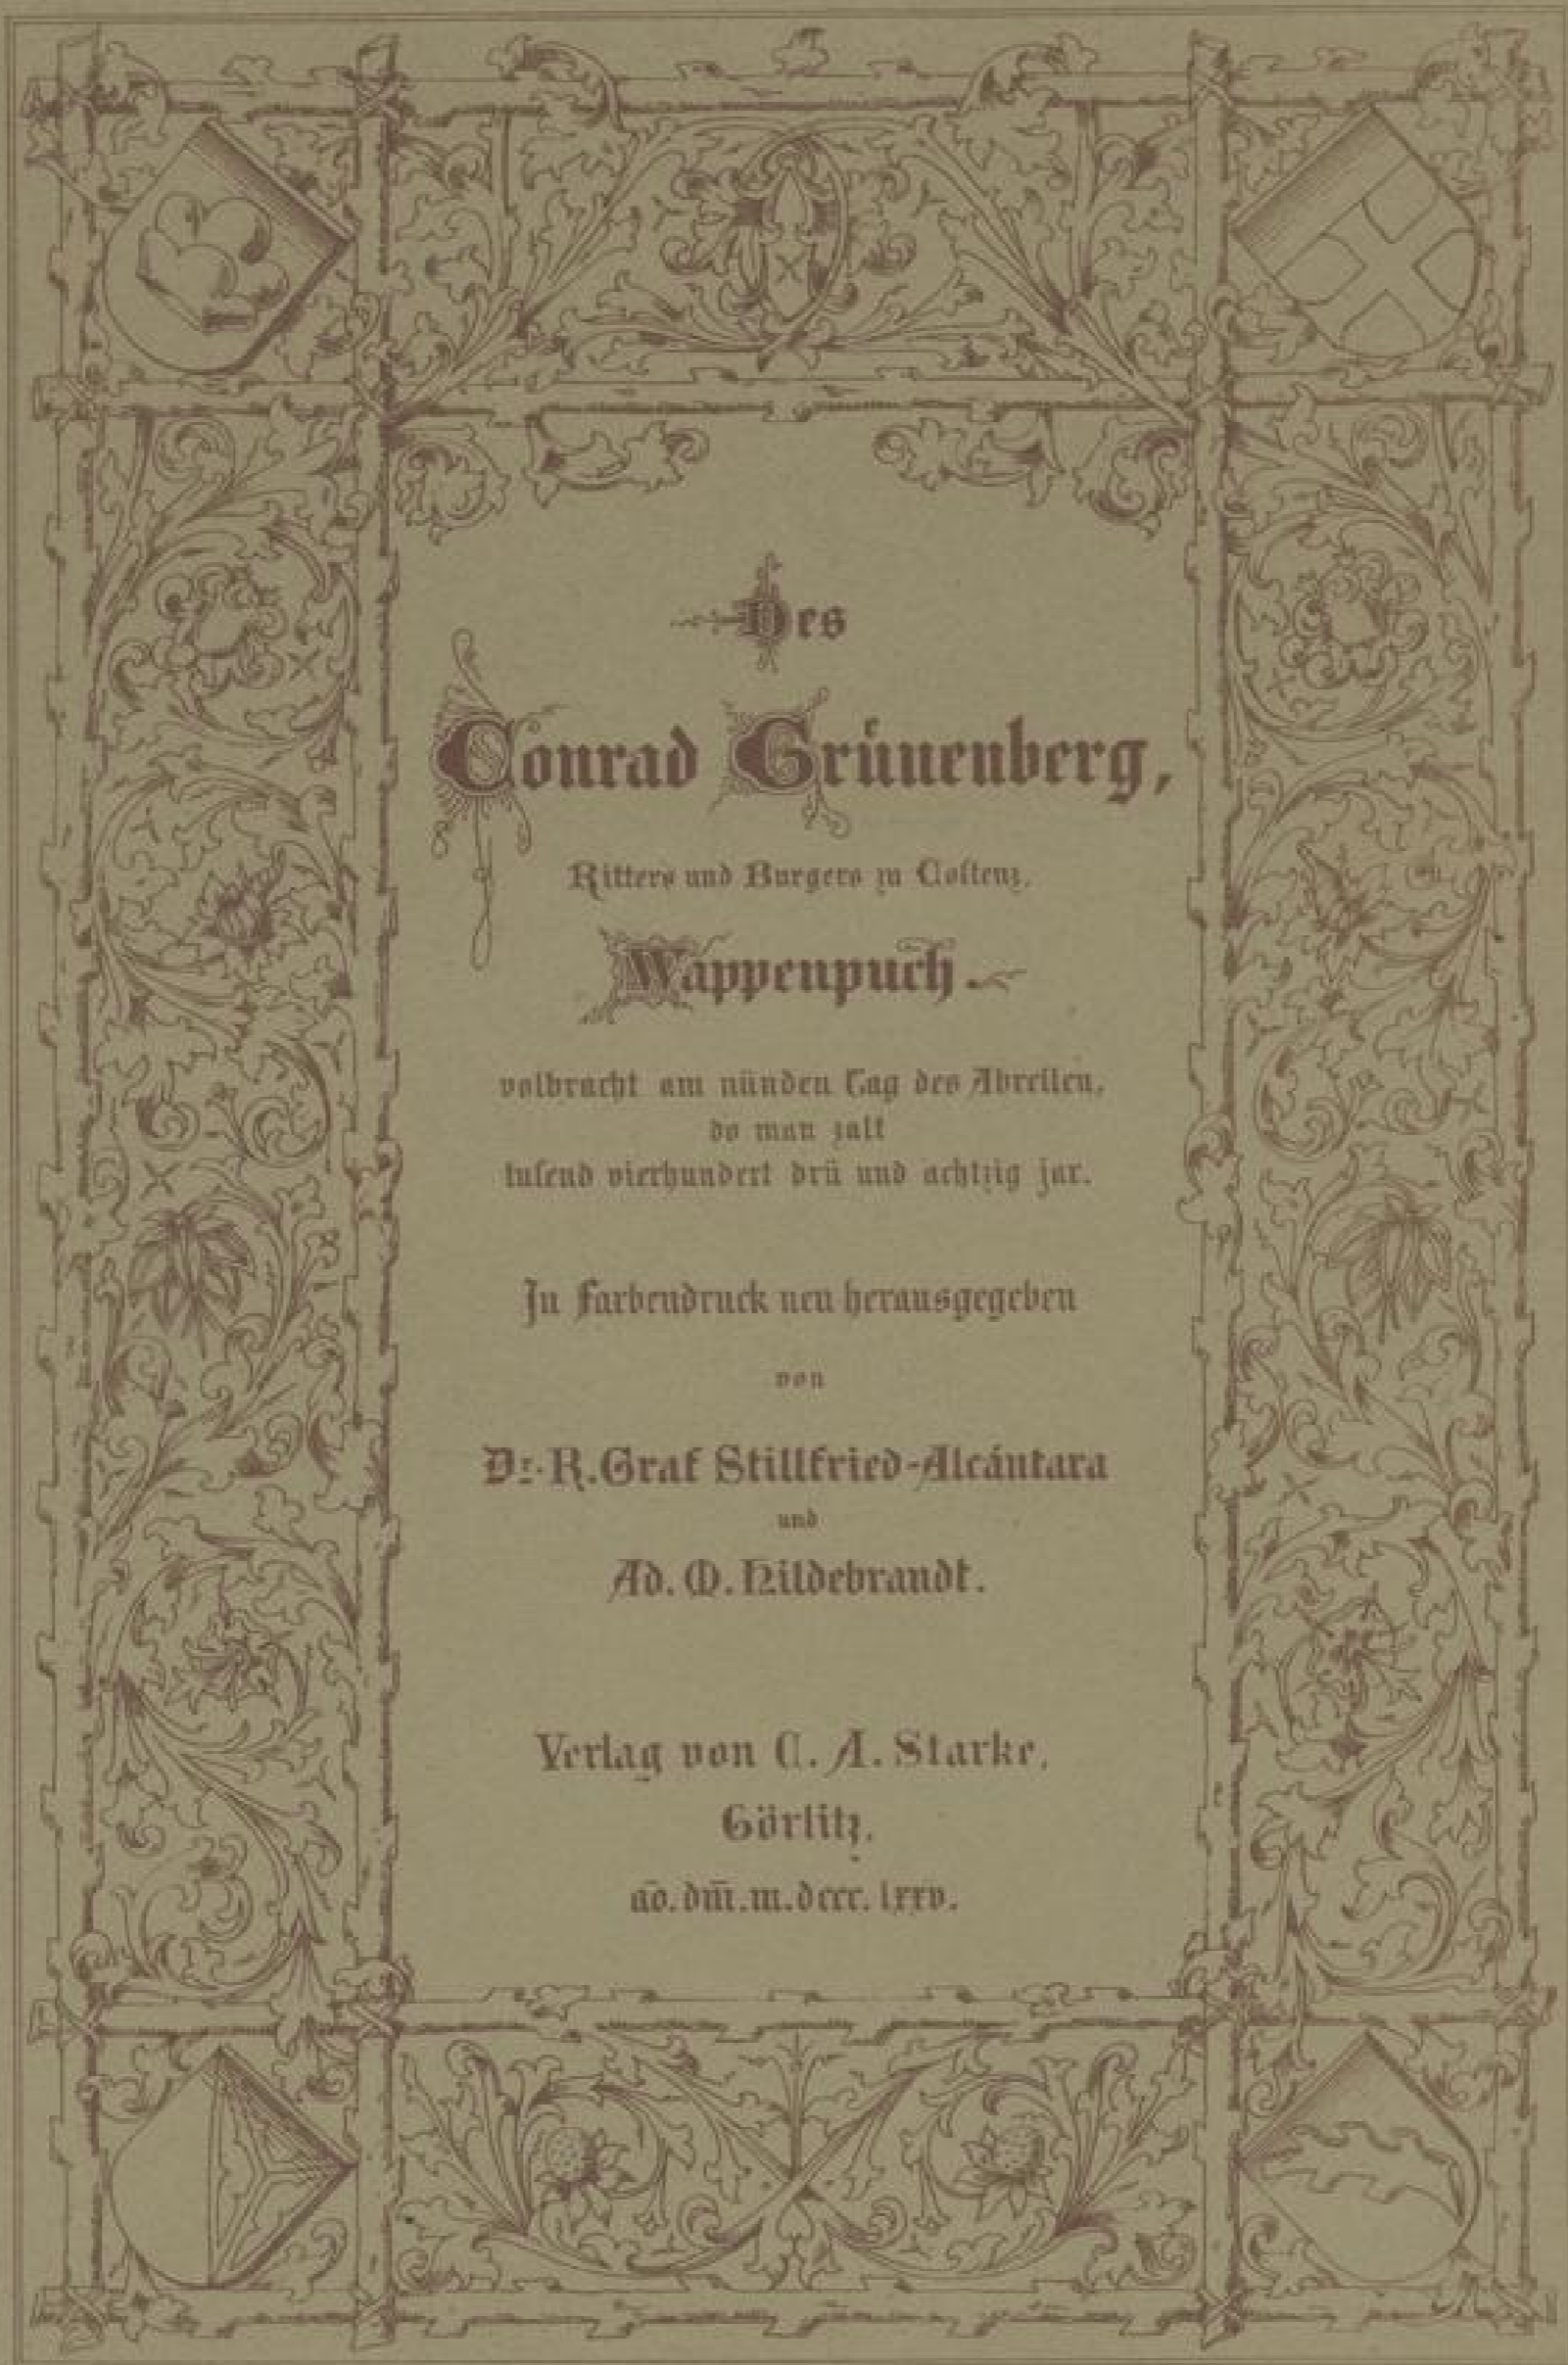 Des
Conrad Grůnenberg,
Ritters und Burgers zu Costenz,
Wappenpuch.
volbracht am nünden Tag des Abrellen,
do man zalt
tusend vierhundert drü und achtzig jar.
In Farbendruck neu herausgegeben
von
Dr. R. Graf Stillfried-Alcántara
und
Ad. M. Hildebrandt.
Verlag von C. A. Starke,
Görlitz,
aō. dm̄. m. dccc. lxxv.